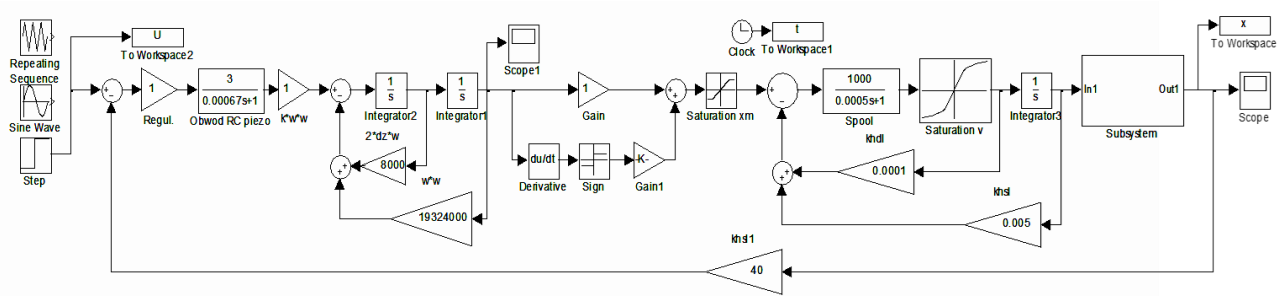 Repeating
Sequence
Sine Wave
Step
U
To Workspace2
+
-
1
Regul.
3
0.00067s+1
Obwod RC piezo
1
k*w*w
+
-
1
s
Integrator2
1
s
Integrator1
Scope1
2*dz*w
8000
+
+
w*w
19324000
1
Gain
du/dt
Derivative
Sign
-K-
Gain1
+
+
Saturation xm
Clock
t
To Workspace1
+
-
1000
0.0005s+1
Spool
Saturation v
1
s
Integrator3
khdl
0.0001
+
+
khsl
0.005
In1
Out1
Subsystem
x
To Workspace
Scope
khsl1
40